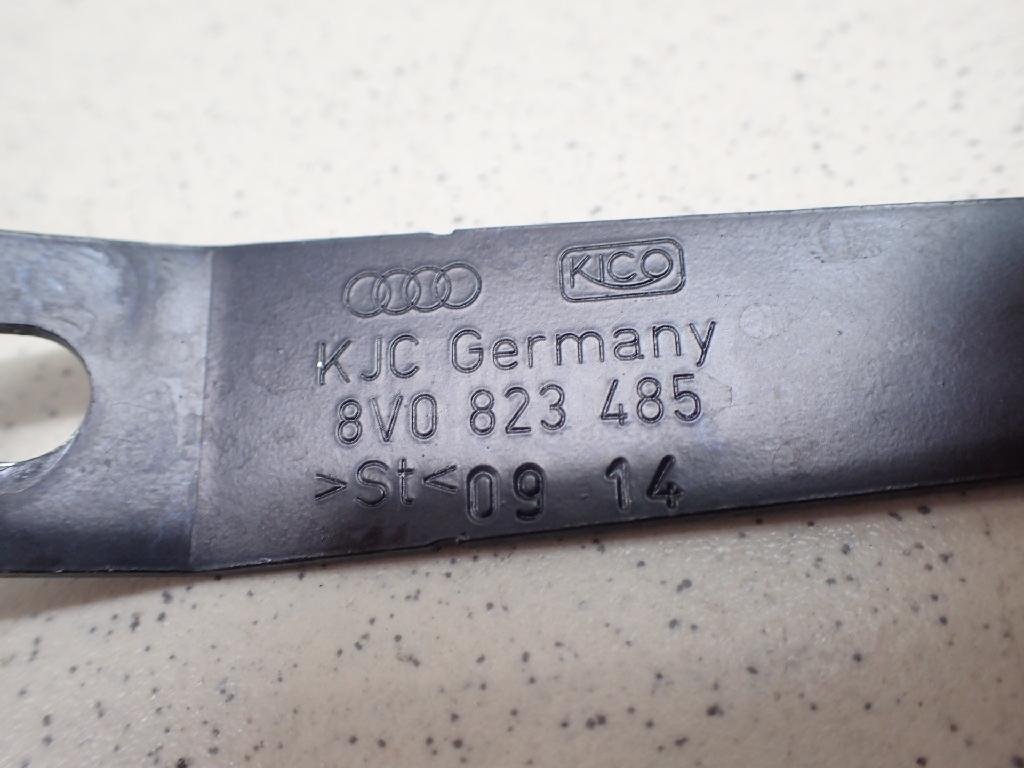 KICO
KJC Germany
8V0 823 485
>St< 09 14